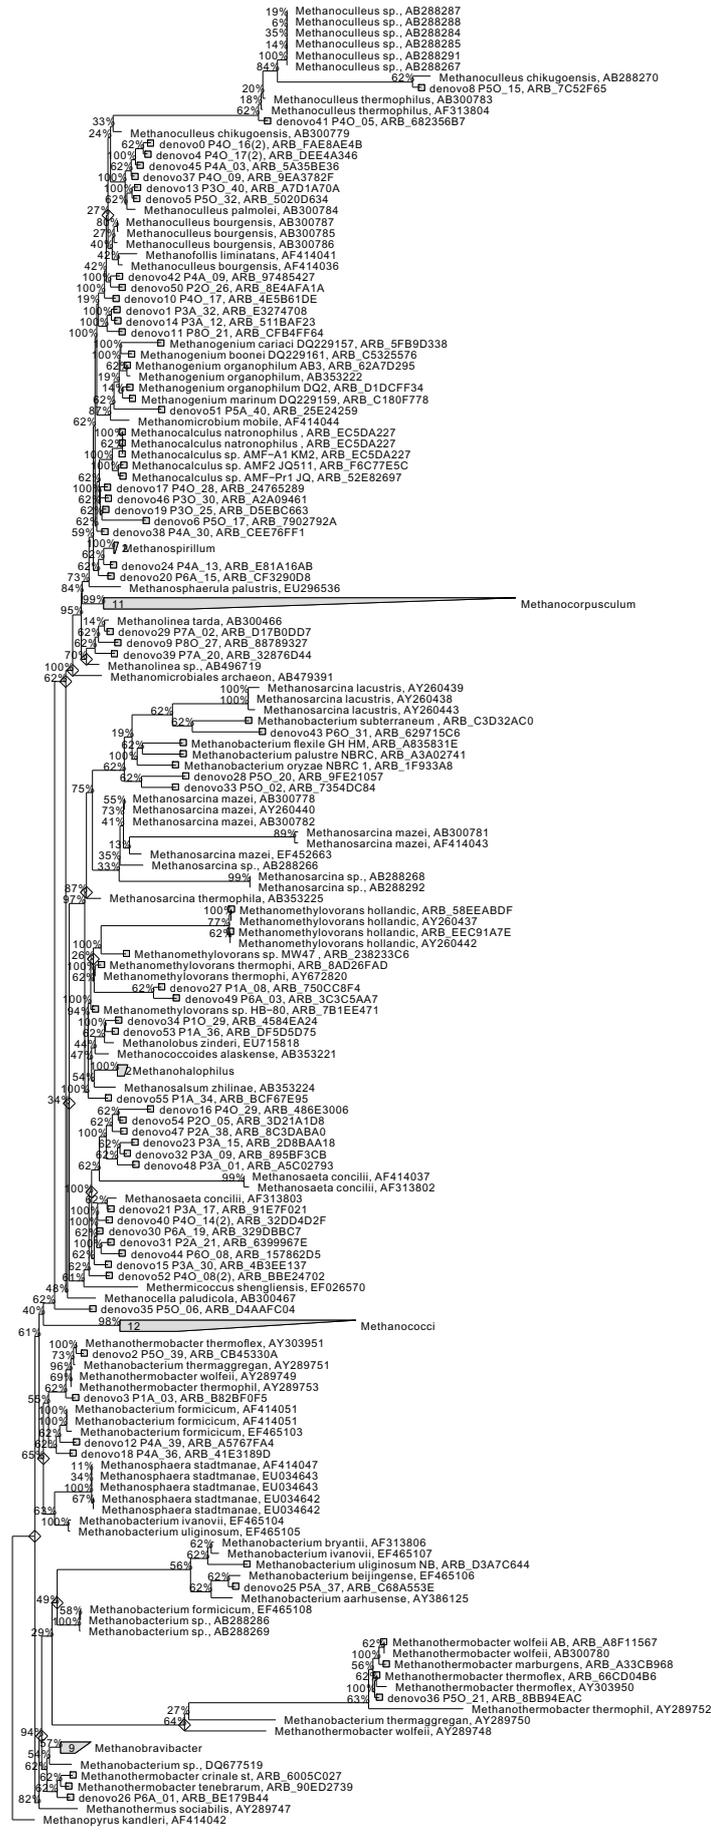 19% Methanoculleus sp., AB288287
6% Methanoculleus sp., AB288288
35% Methanoculleus sp., AB288284
14% Methanoculleus sp., AB288285
100% Methanoculleus sp., AB288291
84% Methanoculleus sp., AB288267
62% Methanoculleus chikugoensis, AB288270
20% denovo8 P5O_15, ARB_7C52F65
18% Methanoculleus thermophilus, AB300783
62% Methanoculleus thermophilus, AF313804
33% denovo41 P4O_05, ARB_682356B7
24% Methanoculleus chikugoensis, AB300779
62% denovo0 P4O_16(2), ARB_FAE8AE4B
100% denovo4 P4O_17(2), ARB_DEE4A346
62% denovo45 P4A_03, ARB_5A35BE36
100% denovo37 P4O_09, ARB_9EA3782F
100% denovo13 P3O_40, ARB_A7D1A70A
62% denovo5 P5O_32, ARB_5020D634
27% Methanoculleus palmolei, AB300784
80% Methanoculleus bourgensis, AB300787
27% Methanoculleus bourgensis, AB300785
40% Methanoculleus bourgensis, AB300786
42% Methanofollis liminatans, AF414041
42% Methanoculleus bourgensis, AF414036
100% denovo42 P4A_09, ARB_97485427
100% denovo50 P2O_26, ARB_8E4AFA1A
19% denovo10 P4O_17, ARB_4E5B61DE
100% denovo1 P3A_32, ARB_E3274708
100% denovo14 P3A_12, ARB_511BAF23
100% denovo11 P8O_21, ARB_CFB4FF64
100% Methanogenium cariaci DQ229157, ARB_5FB9D338
100% Methanogenium boonei DQ229161, ARB_C5325576
62% Methanogenium organophilum AB3, ARB_62A7D295
19% Methanogenium organophilum, AB353222
14% Methanogenium organophilum DQ2, ARB_D1DCFF34
62% Methanogenium marinum DQ229159, ARB_C180F778
87% denovo51 P5A_40, ARB_25E24259
62% Methanomicrobium mobile, AF414044
100% Methanocalculus natronophilus , ARB_EC5DA227
62% Methanocalculus natronophilus , ARB_EC5DA227
100% Methanocalculus sp. AMF-A1 KM2, ARB_EC5DA227
100% Methanocalculus sp. AMF2 JQ511, ARB_F6C77E5C
62% Methanocalculus sp. AMF-Pr1 JQ, ARB_52E82697
100% denovo17 P4O_28, ARB_24765289
62% denovo46 P3O_30, ARB_A2A09461
62% denovo19 P3O_25, ARB_D5EBC663
62% denovo6 P5O_17, ARB_7902792A
59% denovo38 P4A_30, ARB_CEE76FF1
100% Methanospirillum
62%
62% denovo24 P4A_13, ARB_E81A16AB
73% denovo20 P6A_15, ARB_CF3290D8
84% Methanosphaerula palustris, EU296536
99% 11 Methanocorpusculum
95%
14% Methanolinea tarda, AB300466
62% denovo29 P7A_02, ARB_D17B0DD7
62% denovo9 P8O_27, ARB_88789327
70% denovo39 P7A_20, ARB_32876D44
100% Methanolinea sp., AB496719
62% Methanomicrobiales archaeon, AB479391
100% Methanosarcina lacustris, AY260439
100% Methanosarcina lacustris, AY260438
62% Methanosarcina lacustris, AY260443
62% Methanobacterium subterraneum , ARB_C3D32AC0
19% denovo43 P6O_31, ARB_629715C6
62% Methanobacterium flexile GH HM, ARB_A835831E
100% Methanobacterium palustre NBRC, ARB_A3A02741
62% Methanobacterium oryzae NBRC 1, ARB_1F933A8
62% denovo28 P5O_20, ARB_9FE21057
75% denovo33 P5O_02, ARB_7354DC84
55% Methanosarcina mazei, AB300778
73% Methanosarcina mazei, AY260440
41% Methanosarcina mazei, AB300782
89% Methanosarcina mazei, AB300781
13% Methanosarcina mazei, AF414043
35% Methanosarcina mazei, EF452663
33% Methanosarcina sp., AB288266
99% Methanosarcina sp., AB288268
87% Methanosarcina sp., AB288292
97% Methanosarcina thermophila, AB353225
100% Methanomethylovorans hollandic, ARB_58EEABDF
77% Methanomethylovorans hollandic, AY260437
62% Methanomethylovorans hollandic, ARB_EEC91A7E
100% Methanomethylovorans hollandic, AY260442
26% Methanomethylovorans sp. MW47 , ARB_238233C6
100% Methanomethylovorans thermophi, ARB_8AD26FAD
62% Methanomethylovorans thermophi, AY672820
62% denovo27 P1A_08, ARB_750CC8F4
100% denovo49 P6A_03, ARB_3C3C5AA7
94% Methanomethylovorans sp. HB-80, ARB_7B1EE471
100% denovo34 P1O_29, ARB_4584EA24
62% denovo53 P1A_36, ARB_DF5D5D75
44% Methanolobus zinderi, EU715818
47% Methanococcoides alaskense, AB353221
100% 2 Methanohalophilus
54%
100% Methanosalsum zhilinae, AB353224
34% denovo55 P1A_34, ARB_BCF67E95
62% denovo16 P4O_29, ARB_486E3006
62% denovo54 P2O_05, ARB_3D21A1D8
100% denovo47 P2A_38, ARB_8C3DABA0
62% denovo23 P3A_15, ARB_2D8BAA18
62% denovo32 P3A_09, ARB_895BF3CB
62% denovo48 P3A_01, ARB_A5C02793
99% Methanosaeta concilii, AF414037
100% Methanosaeta concilii, AF313802
62% Methanosaeta concilii, AF313803
100% denovo21 P3A_17, ARB_91E7F021
100% denovo40 P4O_14(2), ARB_32DD4D2F
62% denovo30 P6A_19, ARB_329DBBC7
100% denovo31 P2A_21, ARB_6399967E
62% denovo44 P6O_08, ARB_157862D5
62% denovo15 P3A_30, ARB_4B3EE137
61% denovo52 P4O_08(2), ARB_BBE24702
48% Methermicoccus shengliensis, EF026570
62% Methanocella paludicola, AB300467
40% denovo35 P5O_06, ARB_D4AAFC04
98% 12 Methanococci
61%
100% Methanothermobacter thermoflex, AY303951
73% denovo2 P5O_39, ARB_CB45330A
96% Methanobacterium thermaggregan, AY289751
69% Methanothermobacter wolfeii, AY289749
62% Methanothermobacter thermophil, AY289753
55% denovo3 P1A_03, ARB_B82BF0F5
100% Methanobacterium formicicum, AF414051
100% Methanobacterium formicicum, AF414051
62% Methanobacterium formicicum, EF465103
62% denovo12 P4A_39, ARB_A5767FA4
65% denovo18 P4A_36, ARB_41E3189D
11% Methanosphaera stadtmanae, AF414047
34% Methanosphaera stadtmanae, EU034643
100% Methanosphaera stadtmanae, EU034643
67% Methanosphaera stadtmanae, EU034642
63% Methanosphaera stadtmanae, EU034642
100% Methanobacterium ivanovii, EF465104
Methanobacterium uliginosum, EF465105
62% Methanobacterium bryantii, AF313806
62% Methanobacterium ivanovii, EF465107
56% Methanobacterium uliginosum NB, ARB_D3A7C644
62% Methanobacterium beijingense, EF465106
62% denovo25 P5A_37, ARB_C68A553E
49% Methanobacterium aarhusense, AY386125
58% Methanobacterium formicicum, EF465108
100% Methanobacterium sp., AB288286
29% Methanobacterium sp., AB288269
62% Methanothermobacter wolfeii AB, ARB_A8F11567
100% Methanothermobacter wolfeii, AB300780
56% Methanothermobacter marburgens, ARB_A33CB968
62% Methanothermobacter thermoflex, ARB_66CD04B6
100% Methanothermobacter thermoflex, AY303950
63% denovo36 P5O_21, ARB_8BB94EAC
27% Methanothermobacter thermophil, AY289752
64% Methanobacterium thermaggregan, AY289750
94% Methanothermobacter wolfeii, AY289748
57% 9 Methanobravibacter
54%
62% Methanobacterium sp., DQ677519
62% Methanothermobacter crinale st, ARB_6005C027
62% Methanothermobacter tenebrarum, ARB_90ED2739
82% denovo26 P6A_01, ARB_BE179B44
Methanothermus sociabilis, AY289747
Methanopyrus kandleri, AF414042